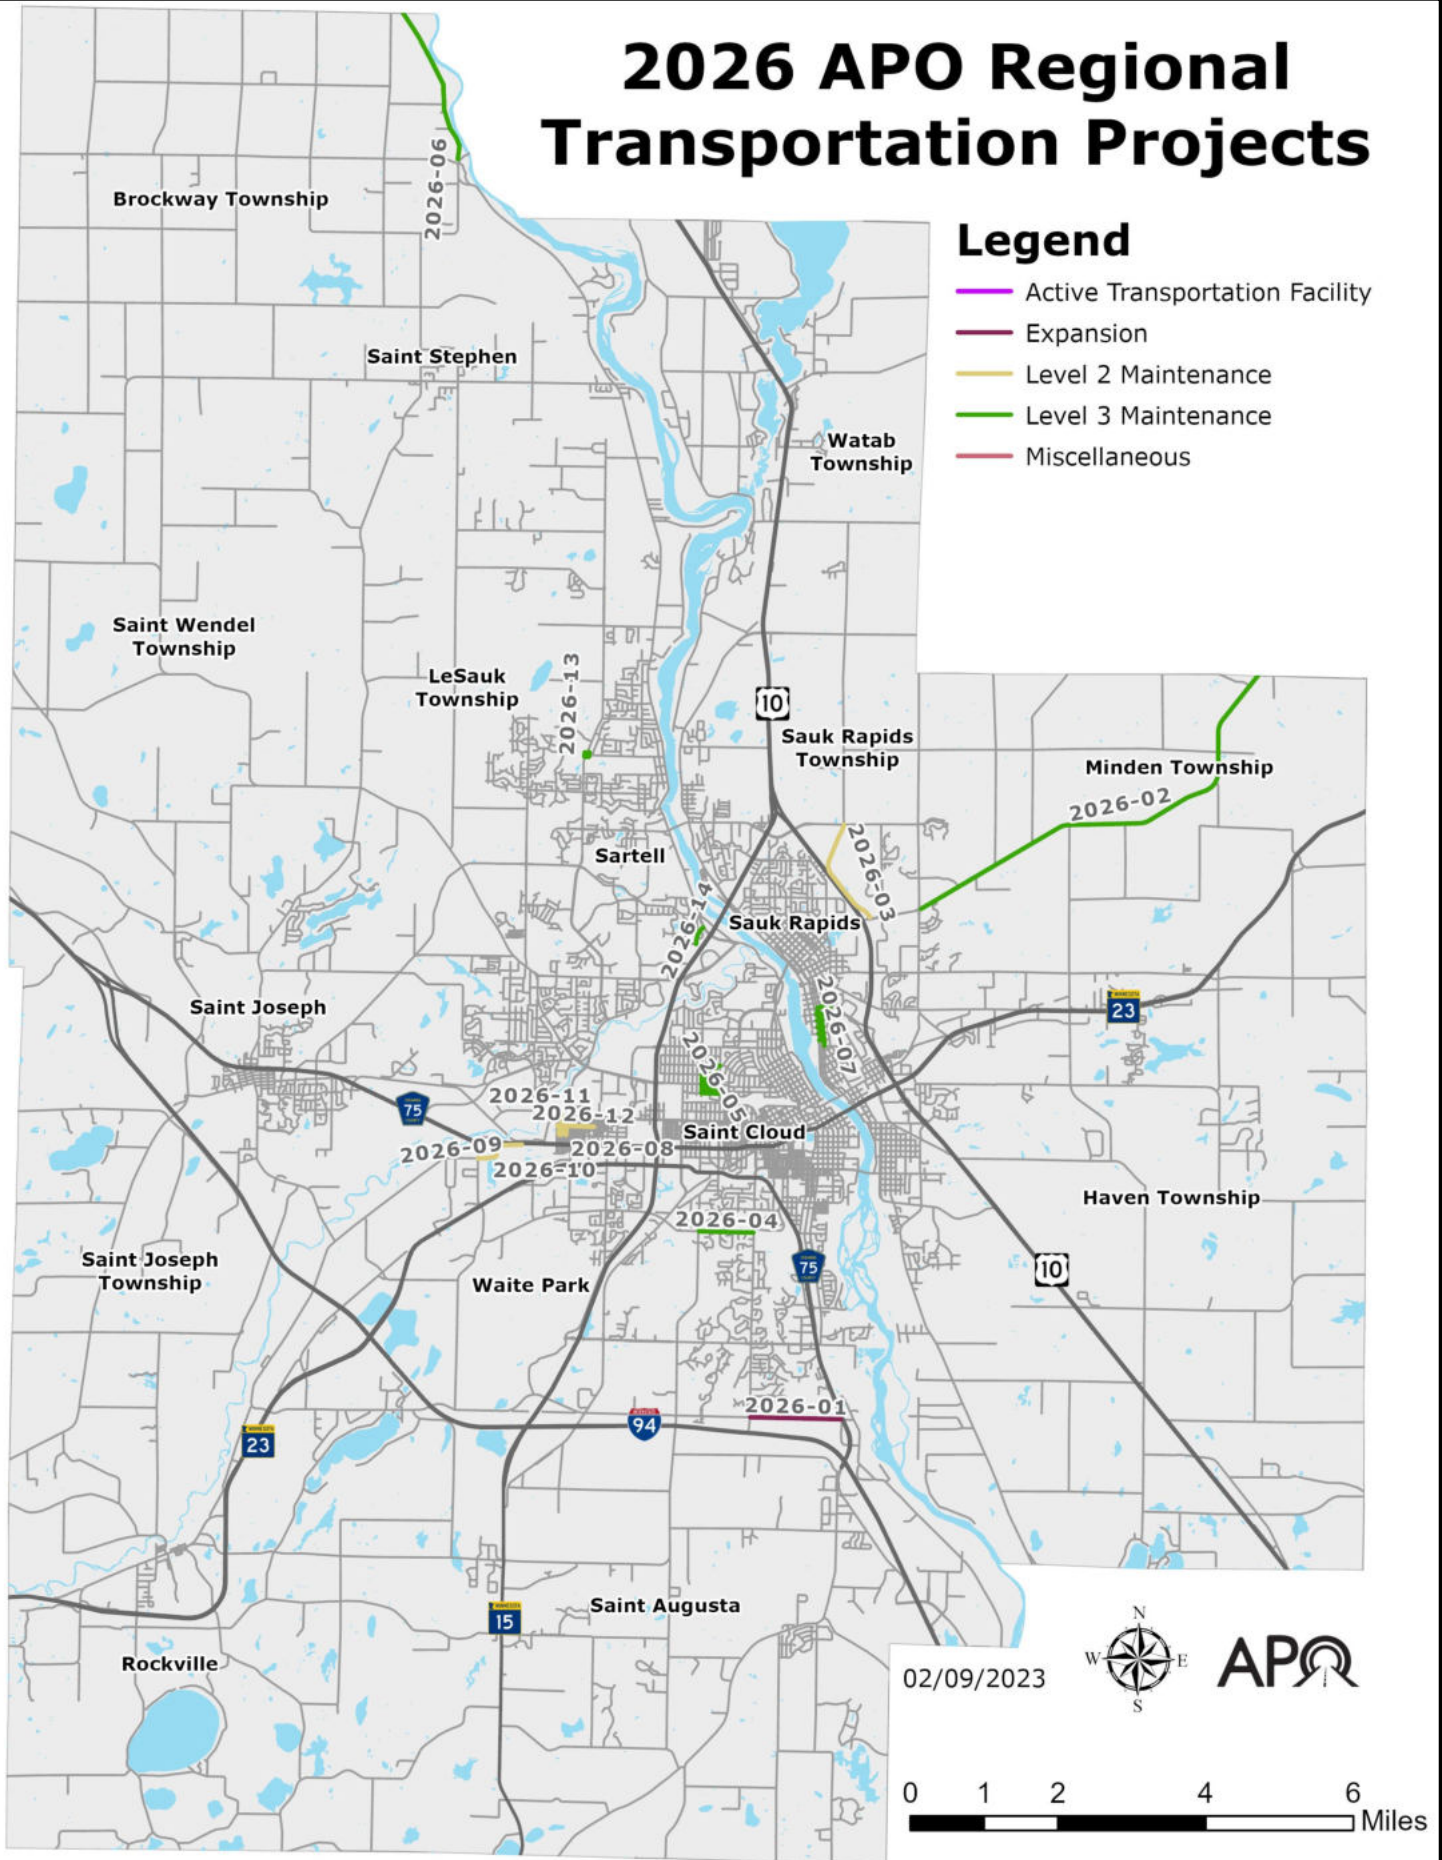 2026 APO Regional
Transportation Projects
Legend
Active Transportation Facility
Expansion
Level 2 Maintenance
Level 3 Maintenance
Miscellaneous
2026-06
Brockway Township
Saint Stephen
Watab
Township
Saint Wendel
Township
LeSauk
Township
2026-13
10
Sauk Rapids
Township
Minden Township
2026-02
2026-03
Sartell
2026-14
Sauk Rapids
Saint Joseph
23
2026-07
2026-05
75
2026-11
2026-12
Saint Cloud
2026-09
2026-08
2026-10
Haven Township
2026-04
Saint Joseph
Township
Waite Park
75
10
2026-01
94
23
15
Saint Augusta
Rockville
N
W
E
S
02/09/2023
APO
0 1 2 4 6
Miles